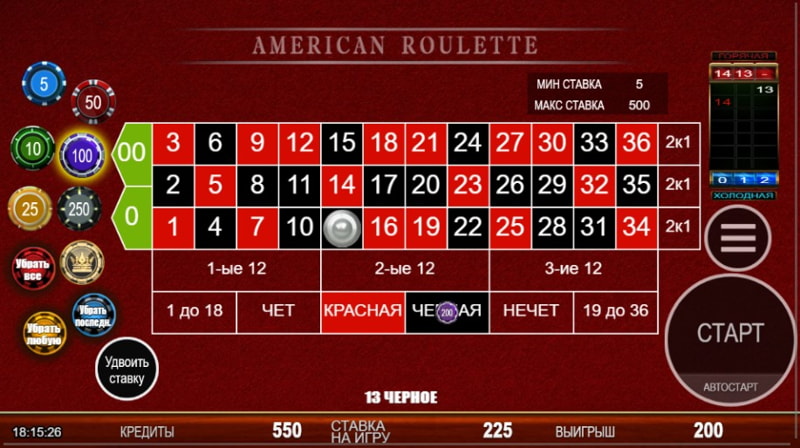 AMERICAN ROULETTE
ГОРЯЧАЯ
14 13 -
13
14
0 1 2
ХОЛОДНАЯ
МИН СТАВКА 5
МАКС СТАВКА 500
5
50
10
100
25
250
Убрать все
Убрать последн.
Убрать любую
Удвоить
ставку
00
3 6 9 12 15 18 21 24 27 30 33 36 2к1
2 5 8 11 14 17 20 23 26 29 32 35 2к1
0
1 4 7 10 16 19 22 25 28 31 34 2к1
1-ые 12 2-ые 12 3-ие 12
1 до 18 ЧЕТ КРАСНАЯ 200 НЕЧЕТ 19 до 36
СТАРТ
АВТОСТАРТ
13 ЧЕРНОЕ
18:15:26 КРЕДИТЫ 550 СТАВКА НА ИГРУ 225 ВЫИГРЫШ 200